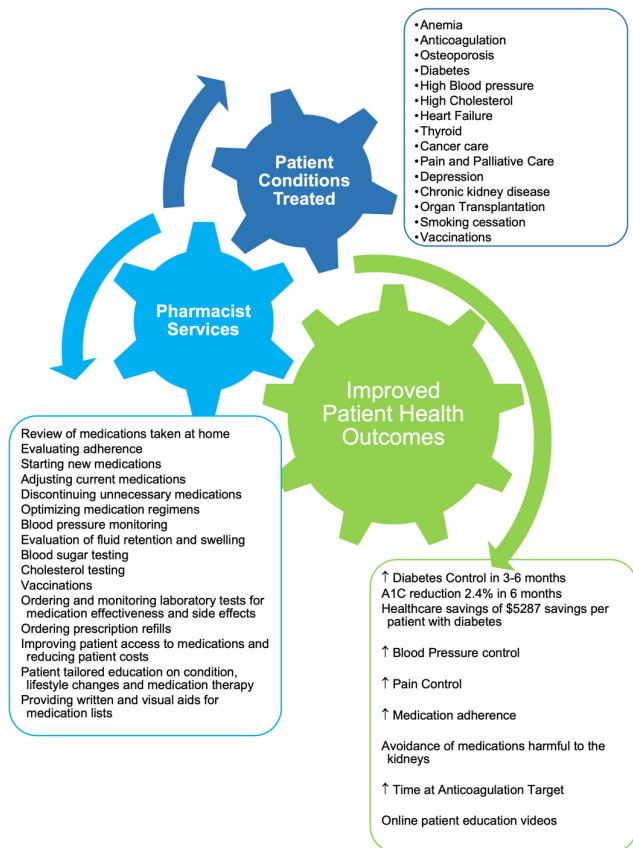 •Anemia
•Anticoagulation
•Osteoporosis
•Diabetes
•High Blood pressure
•High Cholesterol
•Heart Failure
•Thyroid
•Cancer care
•Pain and Palliative Care
•Depression
•Chronic kidney disease
•Organ Transplantation
•Smoking cessation
•Vaccinations
Patient
Conditions
Treated
Pharmacist
Services
Improved
Patient Health
Outcomes
Review of medications taken at home
Evaluating adherence
Starting new medications
Adjusting current medications
Discontinuing unnecessary medications
Optimizing medication regimens
Blood pressure monitoring
Evaluation of fluid retention and swelling
Blood sugar testing
Cholesterol testing
Vaccinations
Ordering and monitoring laboratory tests for
medication effectiveness and side effects
Ordering prescription refills
Improving patient access to medications and
reducing patient costs
Patient tailored education on condition,
lifestyle changes and medication therapy
Providing written and visual aids for
medication lists
↑ Diabetes Control in 3-6 months
A1C reduction 2.4% in 6 months
Healthcare savings of $5287 savings per
patient with diabetes
↑ Blood Pressure control
↑ Pain Control
↑ Medication adherence
Avoidance of medications harmful to the
kidneys
↑ Time at Anticoagulation Target
Online patient education videos